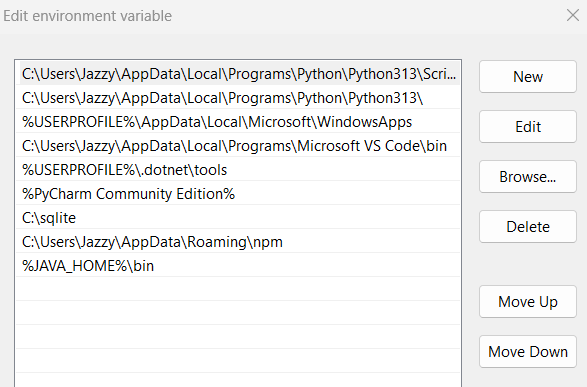 Edit environment variable
C:\Users\Jazzy\AppData\Local\Programs\Python\Python313\Scri...
C:\Users\Jazzy\AppData\Local\Programs\Python\Python313\
%USERPROFILE%\AppData\Local\Microsoft\WindowsApps
C:\Users\Jazzy\AppData\Local\Programs\Microsoft VS Code\bin
%USERPROFILE%\.dotnet\tools
%PyCharm Community Edition%
C:\sqlite
C:\Users\Jazzy\AppData\Roaming\npm
%JAVA_HOME%\bin
New
Edit
Browse...
Delete
Move Up
Move Down